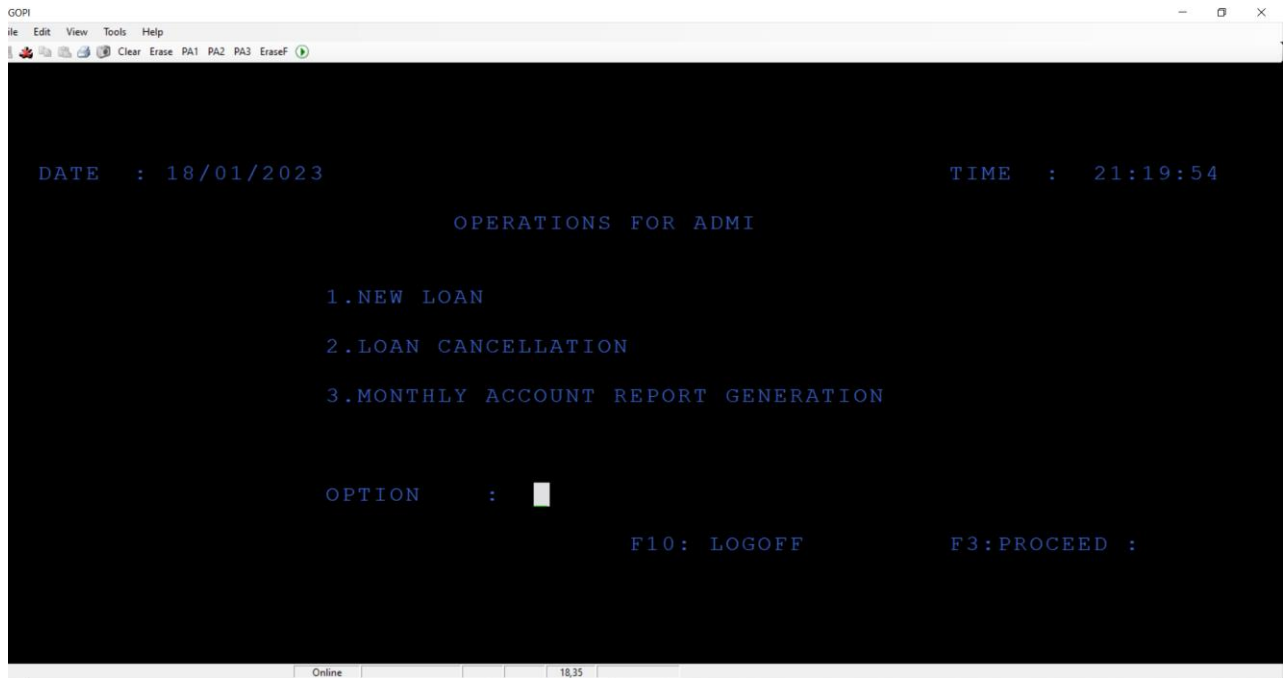 GOPI
ile Edit View Tools Help
Clear Erase PA1 PA2 PA3 EraseF
DATE : 18/01/2023 TIME : 21:19:54
OPERATIONS FOR ADMI
1.NEW LOAN
2.LOAN CANCELLATION
3.MONTHLY ACCOUNT REPORT GENERATION
OPTION :
F10: LOGOFF F3:PROCEED :
Online 18,35